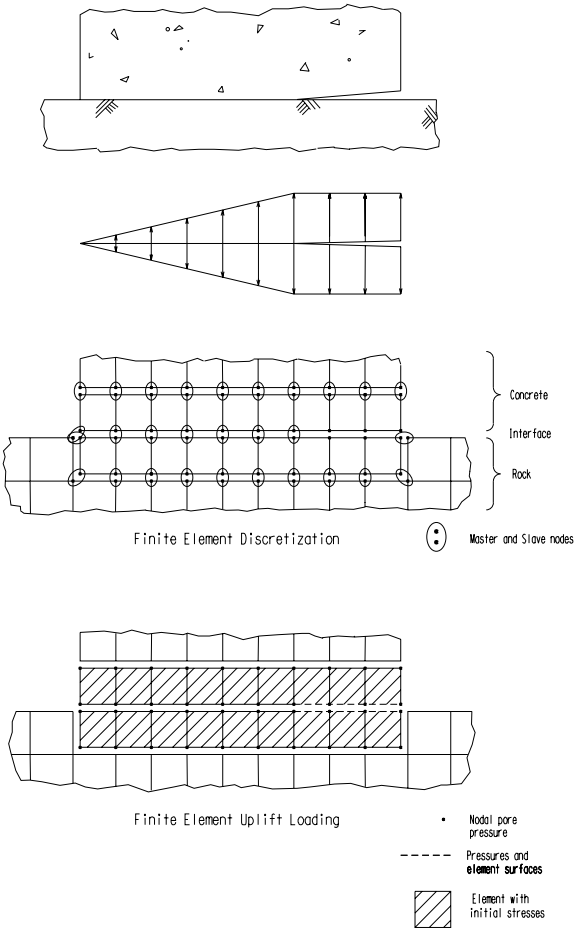 Concrete
Interface
Rock
Finite Element Discretization
Master and Slave nodes
Finite Element Uplift Loading
Nodal pore
pressure
Pressures and
element surfaces
Element with
initial stresses